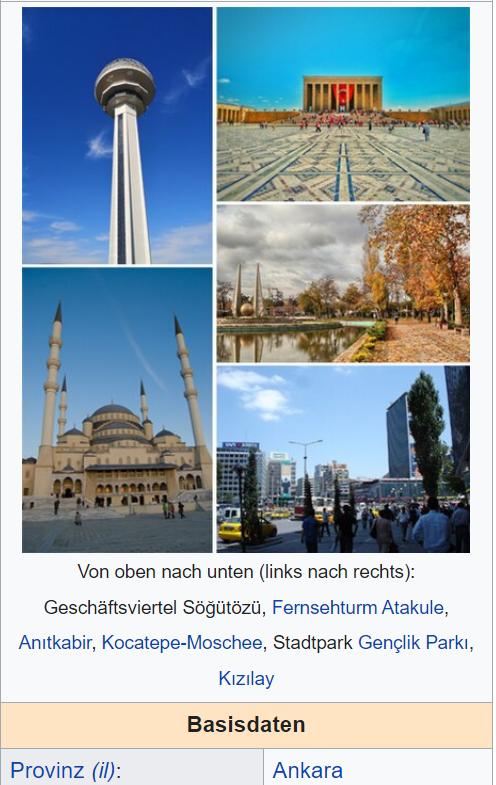 Von oben nach unten (links nach rechts):
Geschäftsviertel Söğütözü, Fernsehturm Atakule,
Anıtkabir, Kocatepe-Moschee, Stadtpark Gençlik Parkı,
Kızılay
Basisdaten
Provinz (il): Ankara